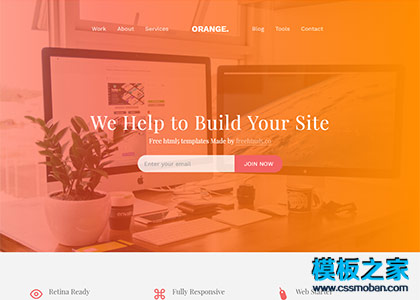 Work About Services ORANGE. Blog Tools Contact
We Help to Build Your Site
Free html5 templates Made by freehtml5.co
Enter your email JOIN NOW
Retina Ready Fully Responsive Web Starter
模板之家
www.cssmoban.com